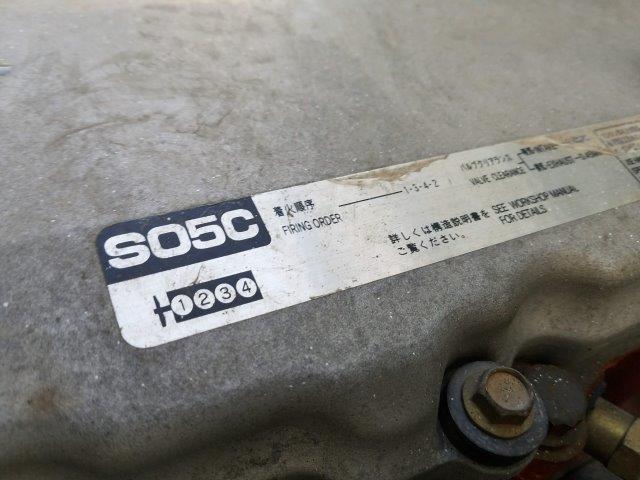 S05C
1234
着火順序 1-3-4-2
FIRING ORDER
バルブクリアランス
VALVE CLEARANCE
詳しくは構造説明書を
ご覧ください。
SEE WORKSHOP MANUAL
FOR DETAILS